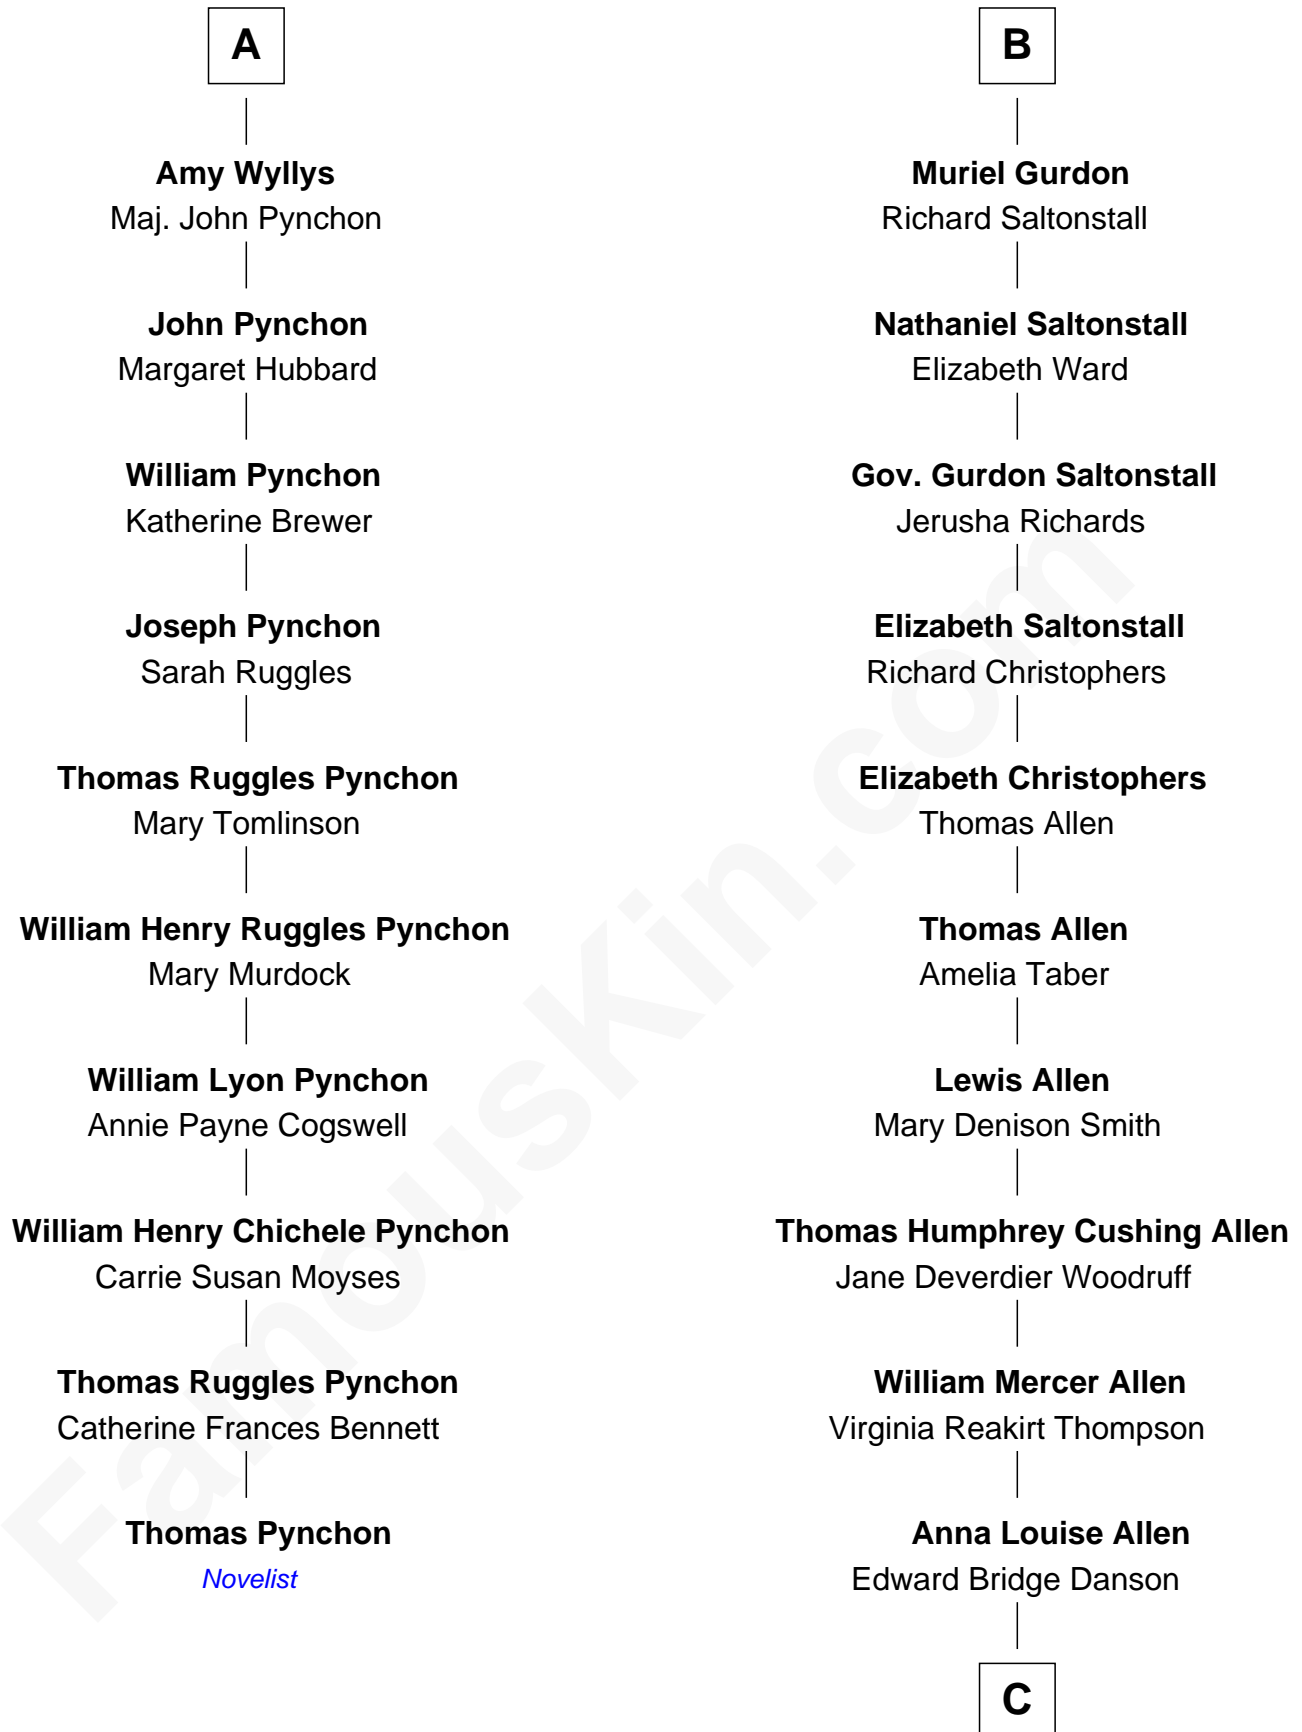 A
Amy Wyllys
Maj. John Pynchon
John Pynchon
Margaret Hubbard
William Pynchon
Katherine Brewer
Joseph Pynchon
Sarah Ruggles
Thomas Ruggles Pynchon
Mary Tomlinson
William Henry Ruggles Pynchon
Mary Murdock
William Lyon Pynchon
Annie Payne Cogswell
William Henry Chichele Pynchon
Carrie Susan Moyses
Thomas Ruggles Pynchon
Catherine Frances Bennett
Thomas Pynchon
Novelist
B
Muriel Gurdon
Richard Saltonstall
Nathaniel Saltonstall
Elizabeth Ward
Gov. Gurdon Saltonstall
Jerusha Richards
Elizabeth Saltonstall
Richard Christophers
Elizabeth Christophers
Thomas Allen
Thomas Allen
Amelia Taber
Lewis Allen
Mary Denison Smith
Thomas Humphrey Cushing Allen
Jane Deverdier Woodruff
William Mercer Allen
Virginia Reakirt Thompson
Anna Louise Allen
Edward Bridge Danson
C
FamousKin.com